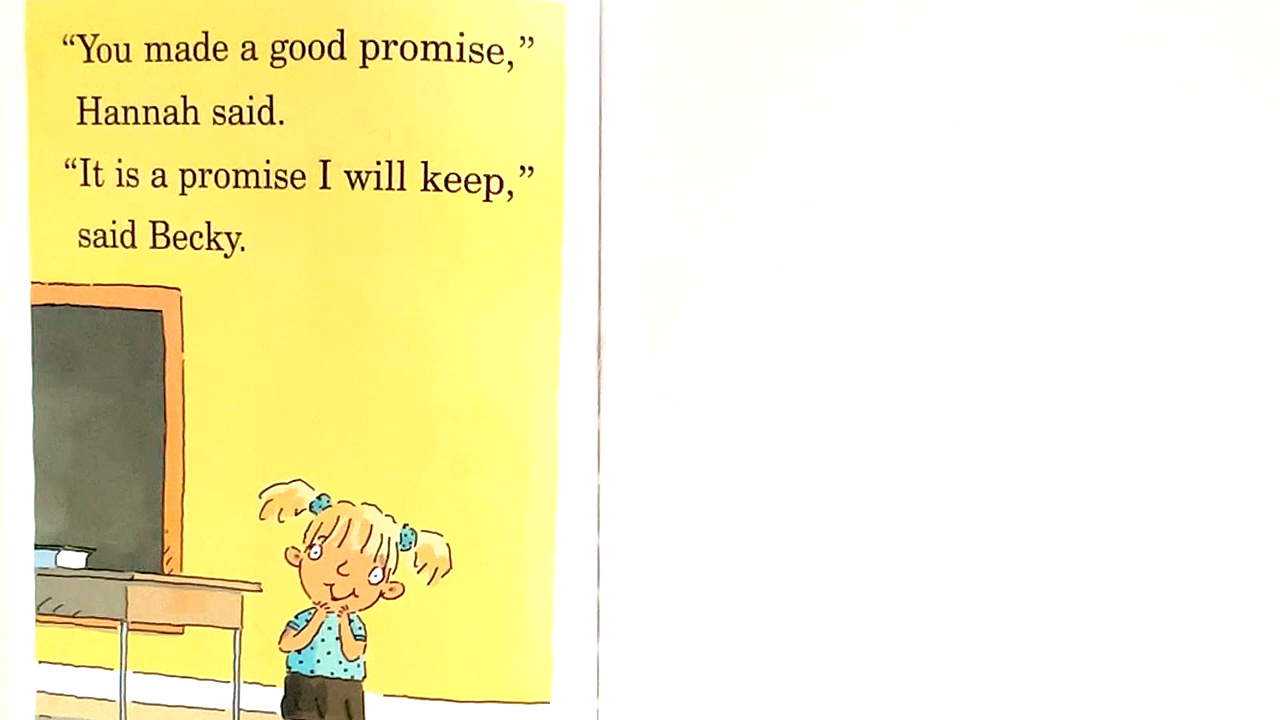 “You made a good promise,”
Hannah said.
“It is a promise I will keep,”
said Becky.